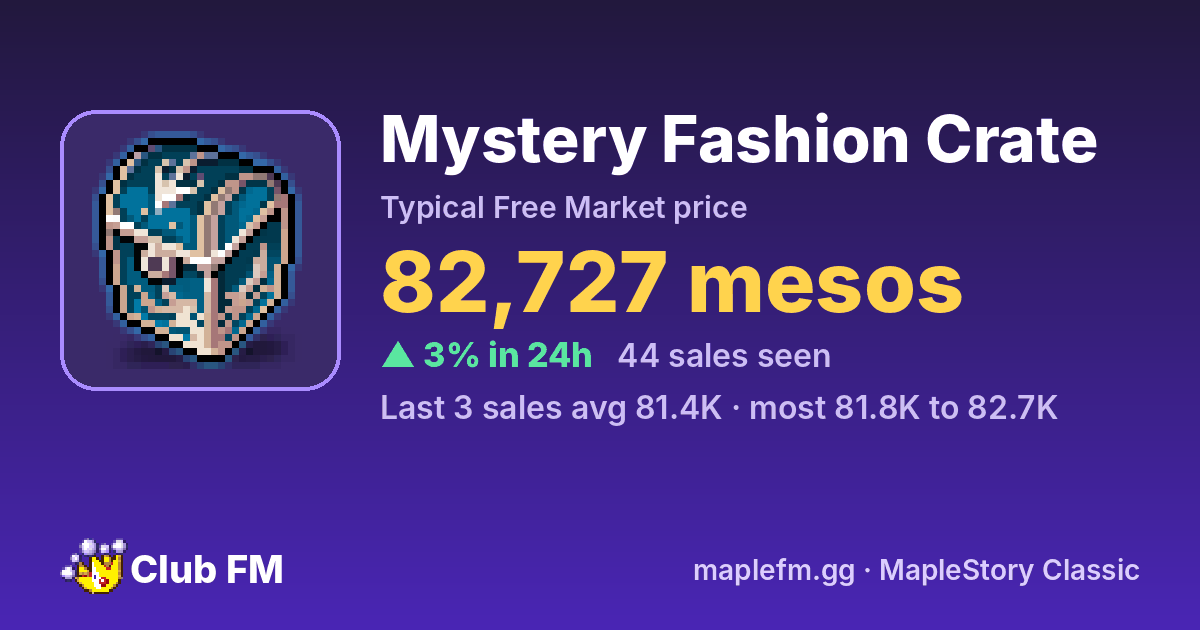 Mystery Fashion Crate
Typical Free Market price
82,727 mesos
▲ 3% in 24h 44 sales seen
Last 3 sales avg 81.4K · most 81.8K to 82.7K
Club FM
maplefm.gg · MapleStory Classic